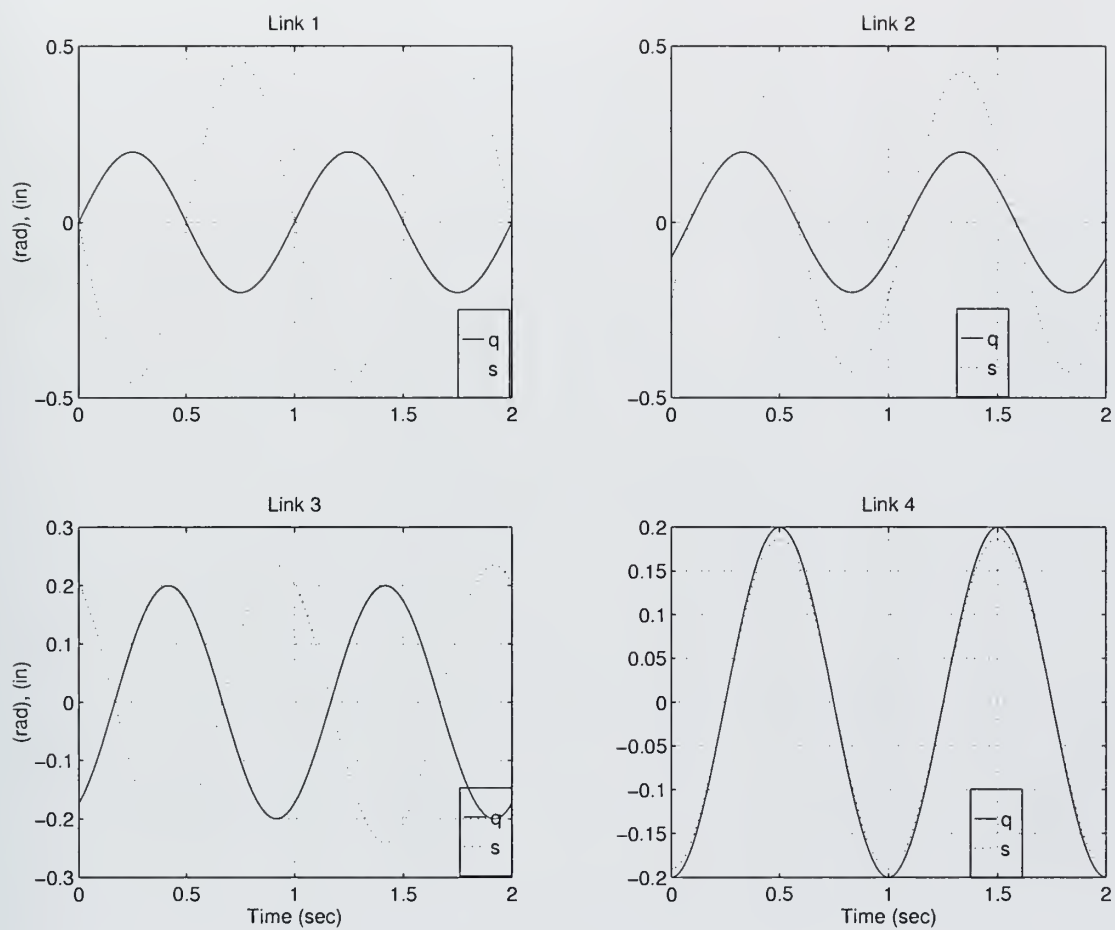 Link 1
0.5
0
−0.5
(rad), (in)
0 0.5 1 1.5 2
q
s
Link 2
0.5
0
−0.5
0 0.5 1 1.5 2
q
s
Link 3
0.3
0.2
0.1
0
−0.1
−0.2
−0.3
(rad), (in)
0 0.5 1 1.5 2
Time (sec)
q
s
Link 4
0.2
0.15
0.1
0.05
0
−0.05
−0.1
−0.15
−0.2
0 0.5 1 1.5 2
Time (sec)
q
s